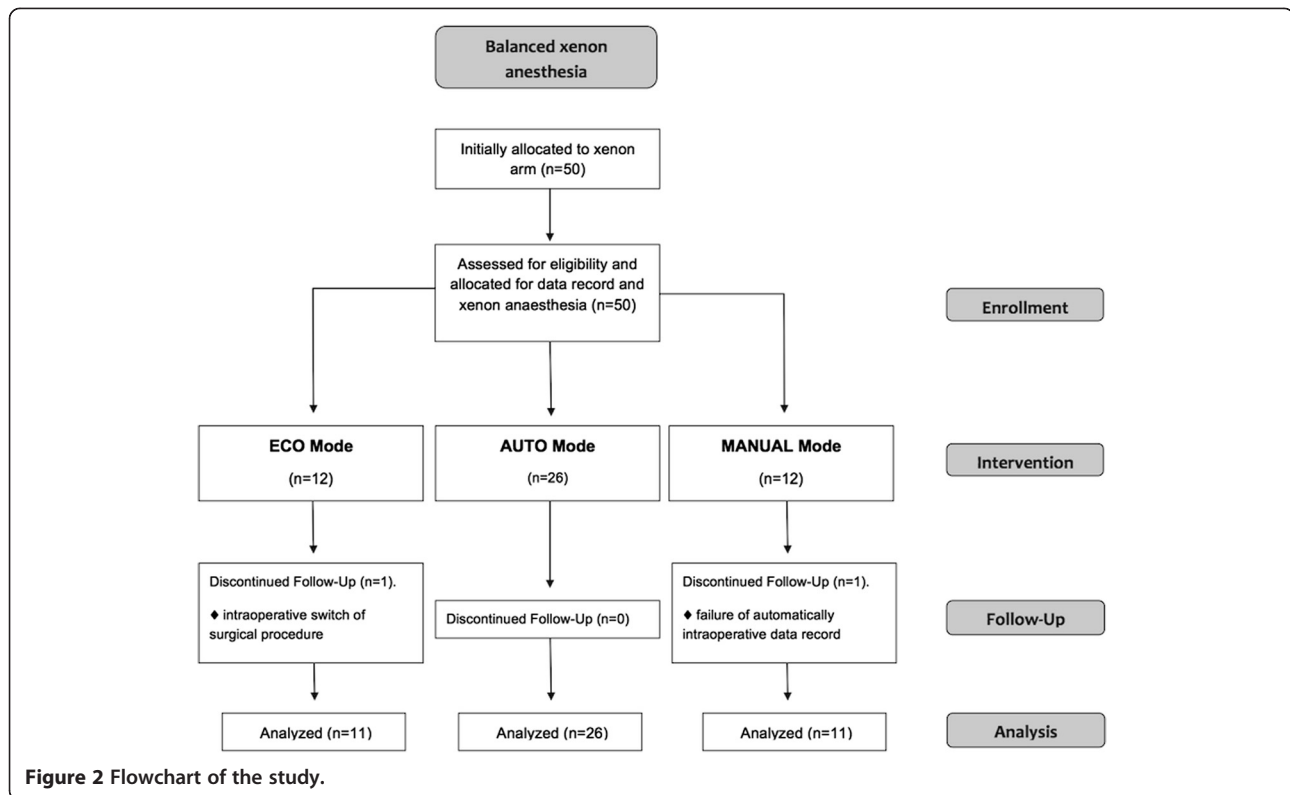 Balanced xenon
anesthesia
Initially allocated to xenon
arm (n=50)
Assessed for eligibility and
allocated for data record and
xenon anaesthesia (n=50)
Enrollment
ECO Mode
(n=12)
AUTO Mode
(n=26)
MANUAL Mode
(n=12)
Intervention
Discontinued Follow-Up (n=1).
♦ intraoperative switch of
surgical procedure
Discontinued Follow-Up (n=0)
Discontinued Follow-Up (n=1).
♦ failure of automatically
intraoperative data record
Follow-Up
Analyzed (n=11)
Analyzed (n=26)
Analyzed (n=11)
Analysis
Figure 2 Flowchart of the study.